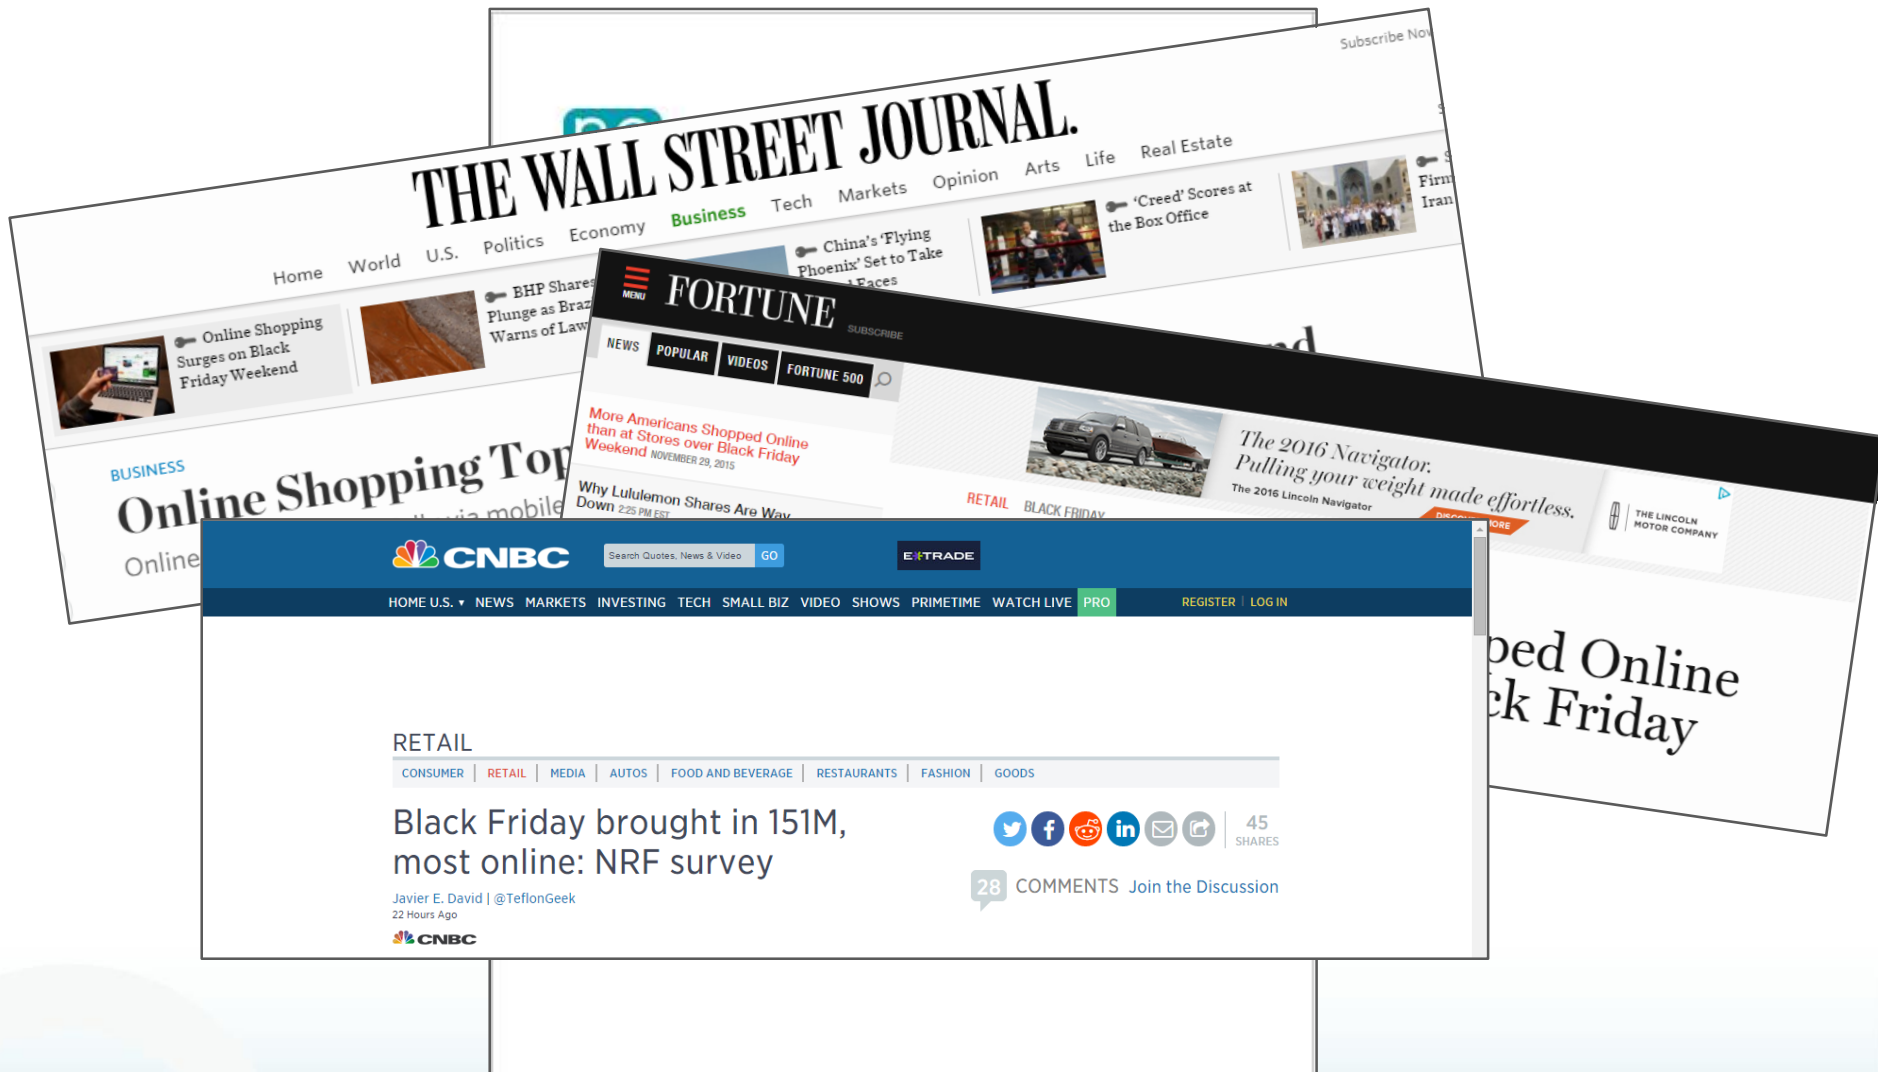 Subscribe Now
THE WALL STREET JOURNAL.
Home World U.S. Politics Economy Business Tech Markets Opinion Arts Life Real Estate
Online Shopping
Surges on Black
Friday Weekend
BHP Shares
Plunge as
Warns of
China's 'Flying
Phoenix' Set to Take
Faces
'Creed' Scores at
the Box Office
Iran
BUSINESS
Online Shopping
via mobile
Online
MENU
FORTUNE
SUBSCRIBE
NEWS POPULAR VIDEOS FORTUNE 500
More Americans Shopped Online
than at Stores over Black Friday
Weekend NOVEMBER 29, 2015
Why Lululemon Shares Are Way
Down 2:25 PM EST
The 2016 Navigator.
Pulling your weight made effortless.
The 2016 Lincoln Navigator
THE LINCOLN
MOTOR COMPANY
RETAIL BLACK FRIDAY
Online
Friday
CNBC
Search Quotes, News & Video GO
E*TRADE
HOME U.S. ▾ NEWS MARKETS INVESTING TECH SMALL BIZ VIDEO SHOWS PRIMETIME WATCH LIVE PRO REGISTER | LOG IN
RETAIL
CONSUMER | RETAIL | MEDIA | AUTOS | FOOD AND BEVERAGE | RESTAURANTS | FASHION | GOODS
Black Friday brought in 151M,
most online: NRF survey
Javier E. David | @TeflonGeek
22 Hours Ago
CNBC
45
SHARES
28 COMMENTS Join the Discussion